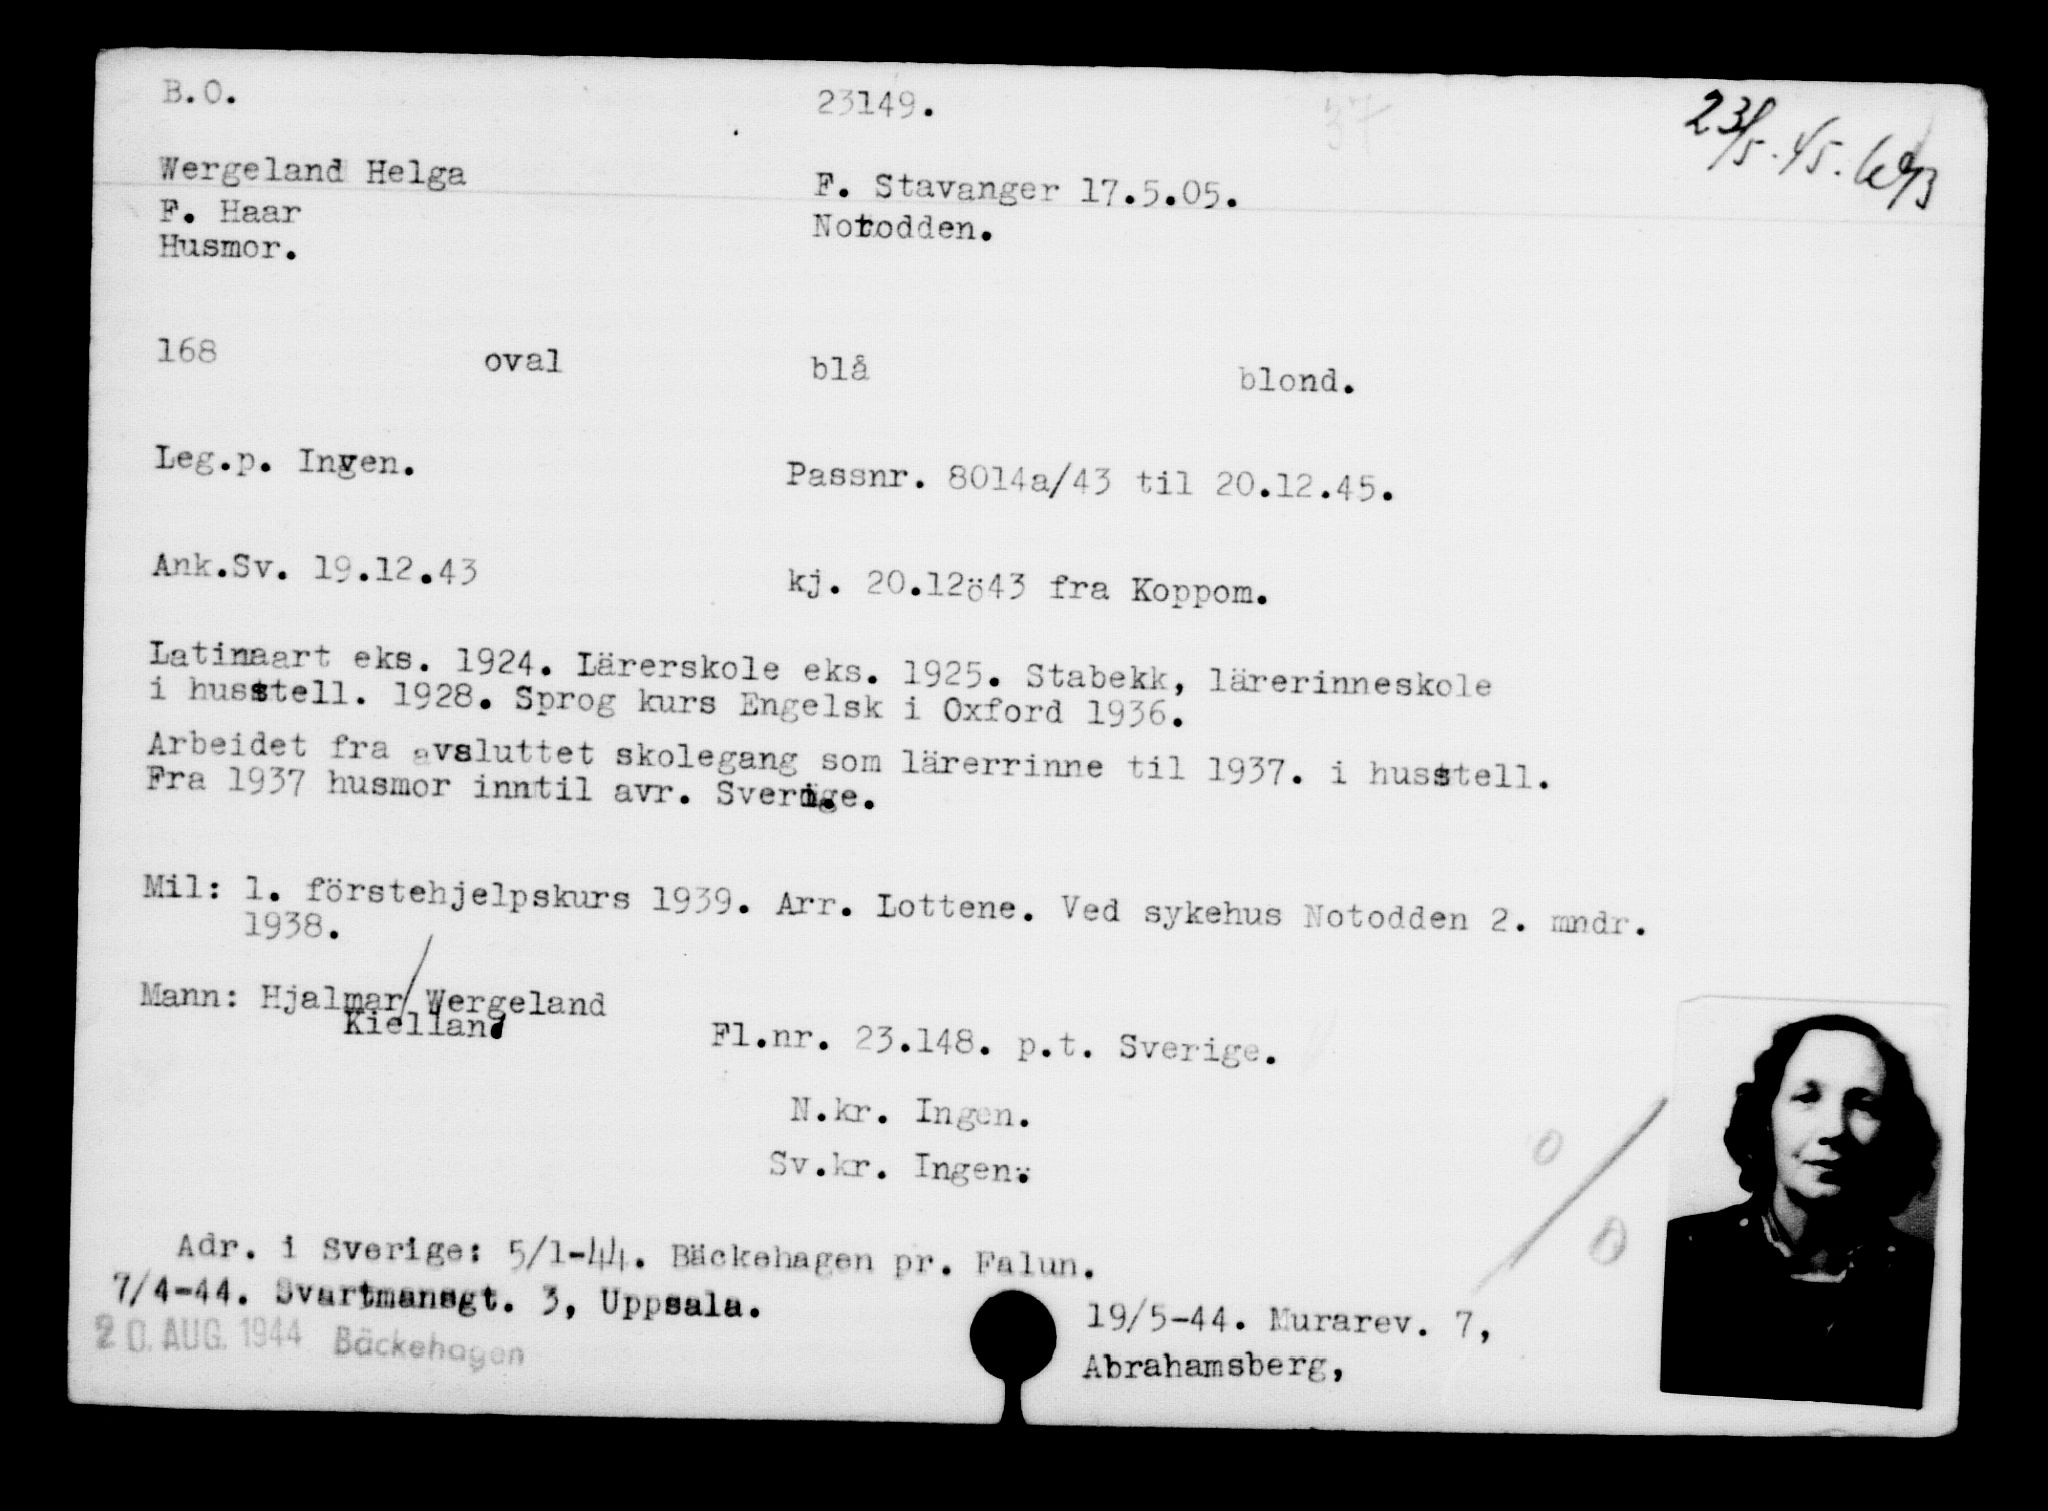 B.O.
23149.
37
23/5.45.
Wergeland Helga
F. Stavanger 17.5.05.
F. Haar
Notodden.
Husmor.
168 oval blå blond.
Leg.p. Ingen.
Passnr. 8014a/43 til 20.12.45.
Ank.Sv. 19.12.43
kj. 20.12ö43 fra Koppom.
Latinaart eks. 1924. Lärerskole eks. 1925. Stabekk, lärerinneskole
i husstell. 1928. Sprog kurs Engelsk i Oxford 1936.
Arbeidet fra avsluttet skolegang som lärerrinne til 1937. i husstell.
Fra 1937 husmor inntil avr. Sverige.
Mil: 1. förstehjelpskurs 1939. Arr. Lottene. Ved sykehus Notodden 2. mndr.
1938.
Mann: Hjalmar/Wergeland
Kielland
Fl.nr. 23.148. p.t. Sverige.
N.kr. Ingen.
Sv.kr. Ingen.
Adr. i Sverige: 5/1-44. Bäckehagen pr. Falun.
7/4-44. Svartmansgt. 3, Uppsala.
19/5-44. Murarev. 7,
20. AUG. 1944 Bäckehagen
Abrahamsberg,